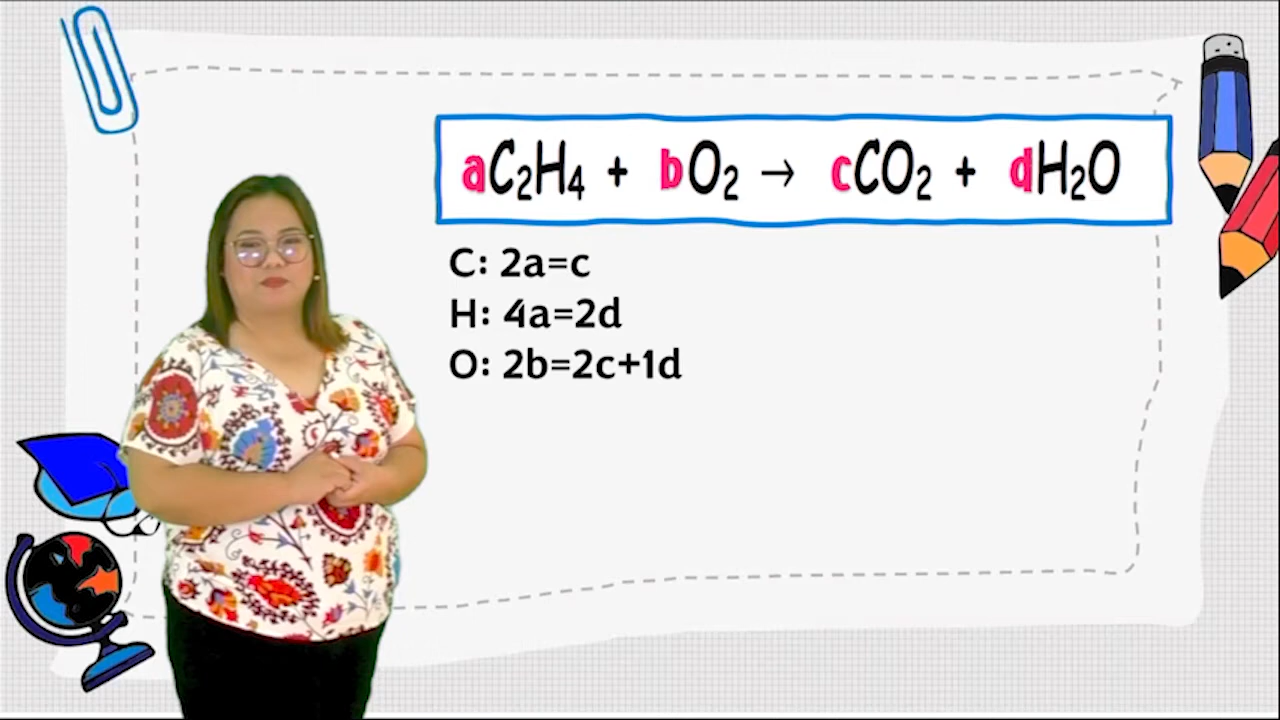 aC₂H₄ + bO₂ → cCO₂ + dH₂O
C: 2a=c
H: 4a=2d
O: 2b=2c+1d